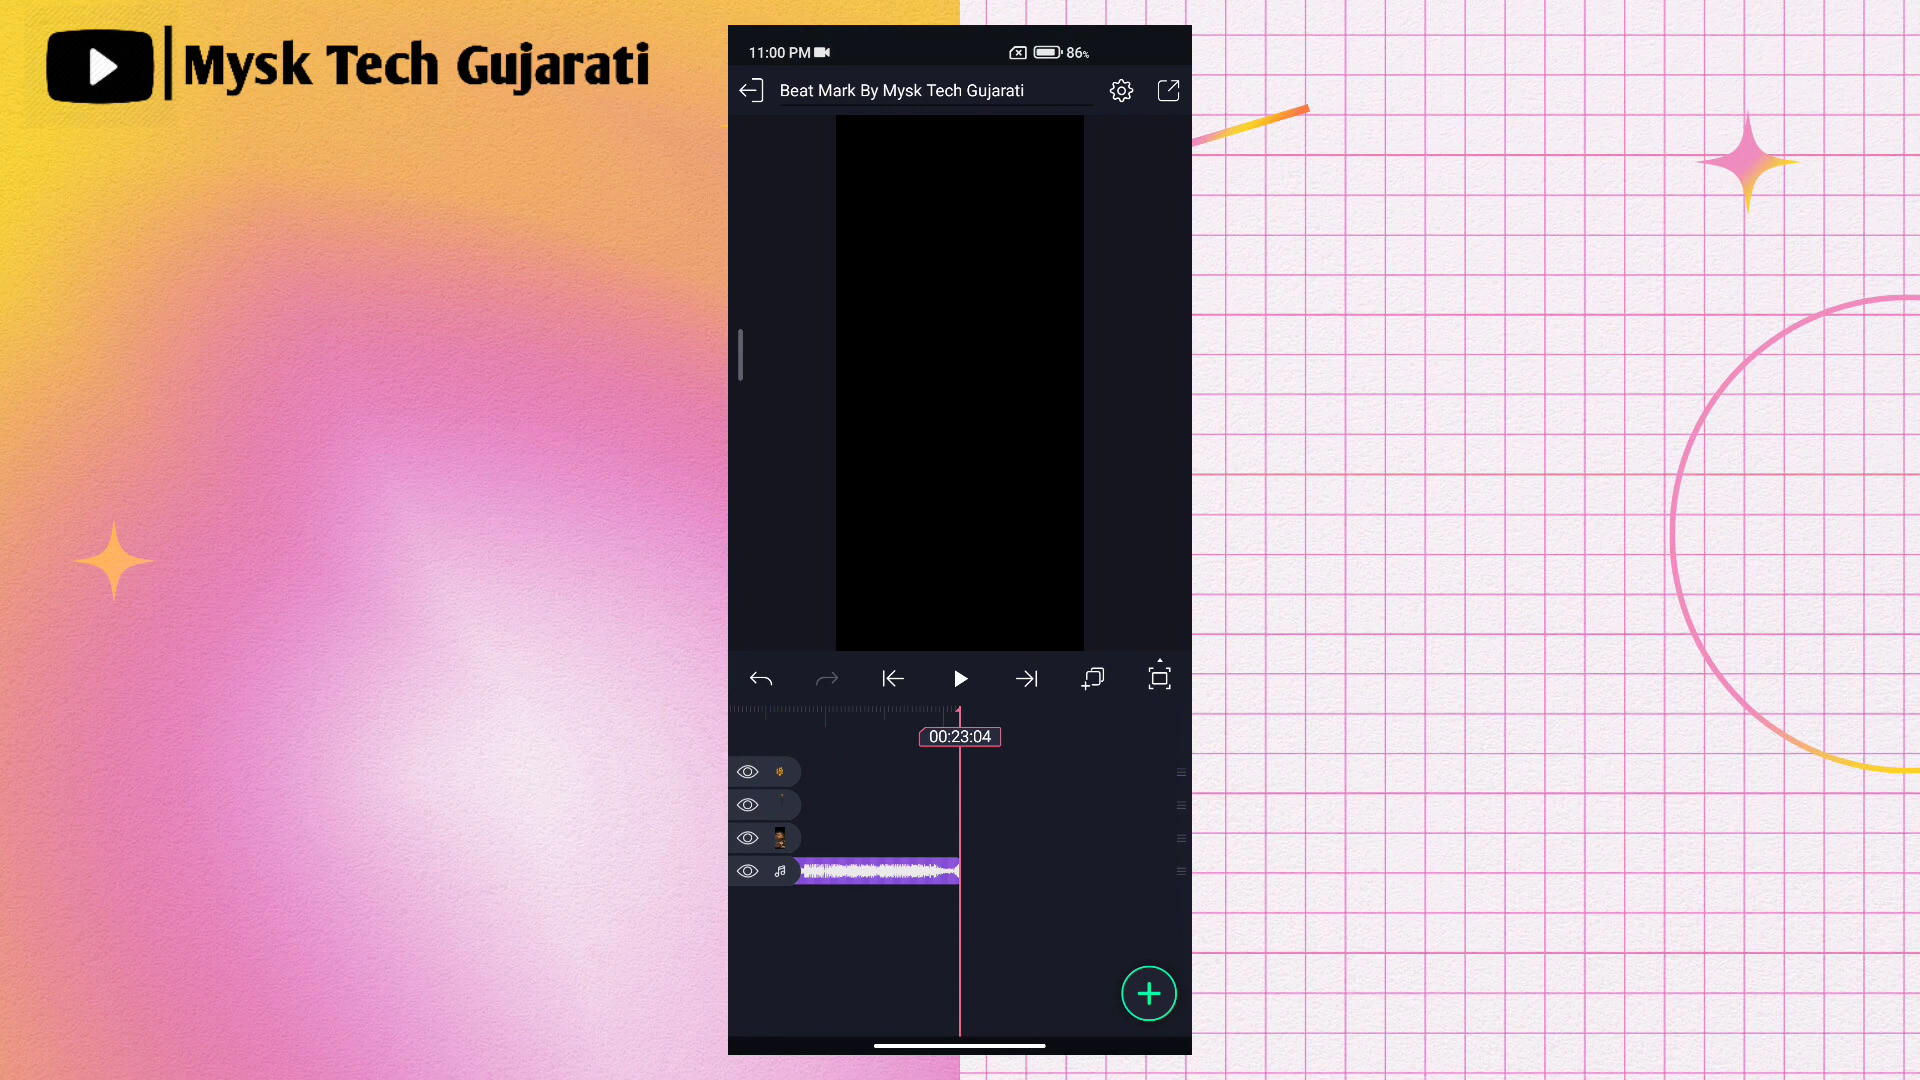 Mysk Tech Gujarati
11:00 PM 86%
Beat Mark By Mysk Tech Gujarati
00:23:04